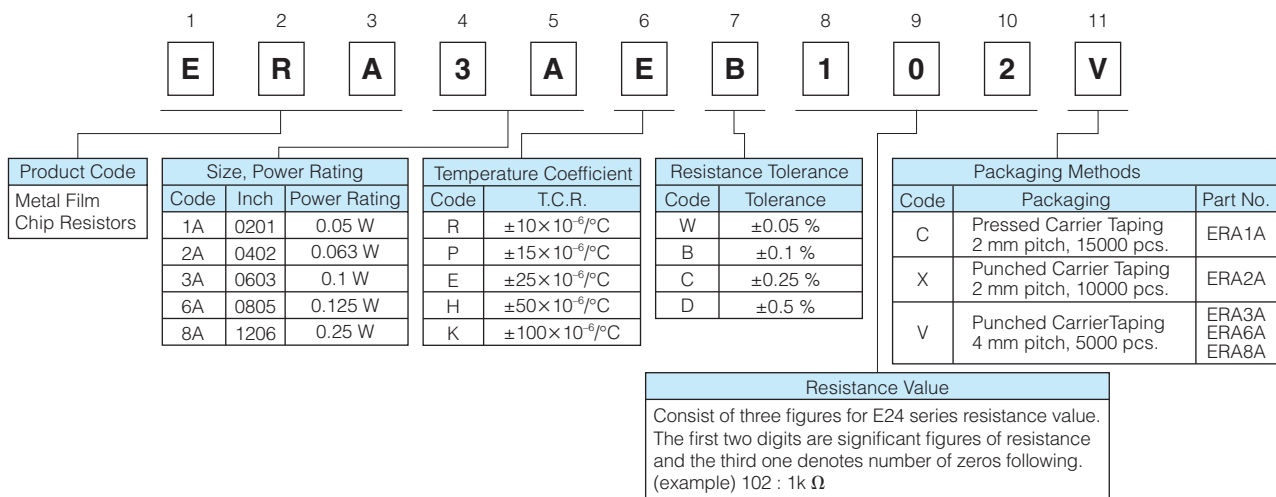 1 2 3 4 5 6 7 8 9 10 11
E R A 3 A E B 1 0 2 V
Product Code
Metal Film
Chip Resistors
Size, Power Rating
Code Inch Power Rating
1A 0201 0.05 W
2A 0402 0.063 W
3A 0603 0.1 W
6A 0805 0.125 W
8A 1206 0.25 W
Temperature Coefficient
Code T.C.R.
R ±10×10⁻⁶/°C
P ±15×10⁻⁶/°C
E ±25×10⁻⁶/°C
H ±50×10⁻⁶/°C
K ±100×10⁻⁶/°C
Resistance Tolerance
Code Tolerance
W ±0.05 %
B ±0.1 %
C ±0.25 %
D ±0.5 %
Packaging Methods
Code Packaging Part No.
C Pressed Carrier Taping
2 mm pitch, 15000 pcs. ERA1A
X Punched Carrier Taping
2 mm pitch, 10000 pcs. ERA2A
V Punched CarrierTaping
4 mm pitch, 5000 pcs. ERA3A
ERA6A
ERA8A
Resistance Value
Consist of three figures for E24 series resistance value.
The first two digits are significant figures of resistance
and the third one denotes number of zeros following.
(example) 102 : 1k Ω